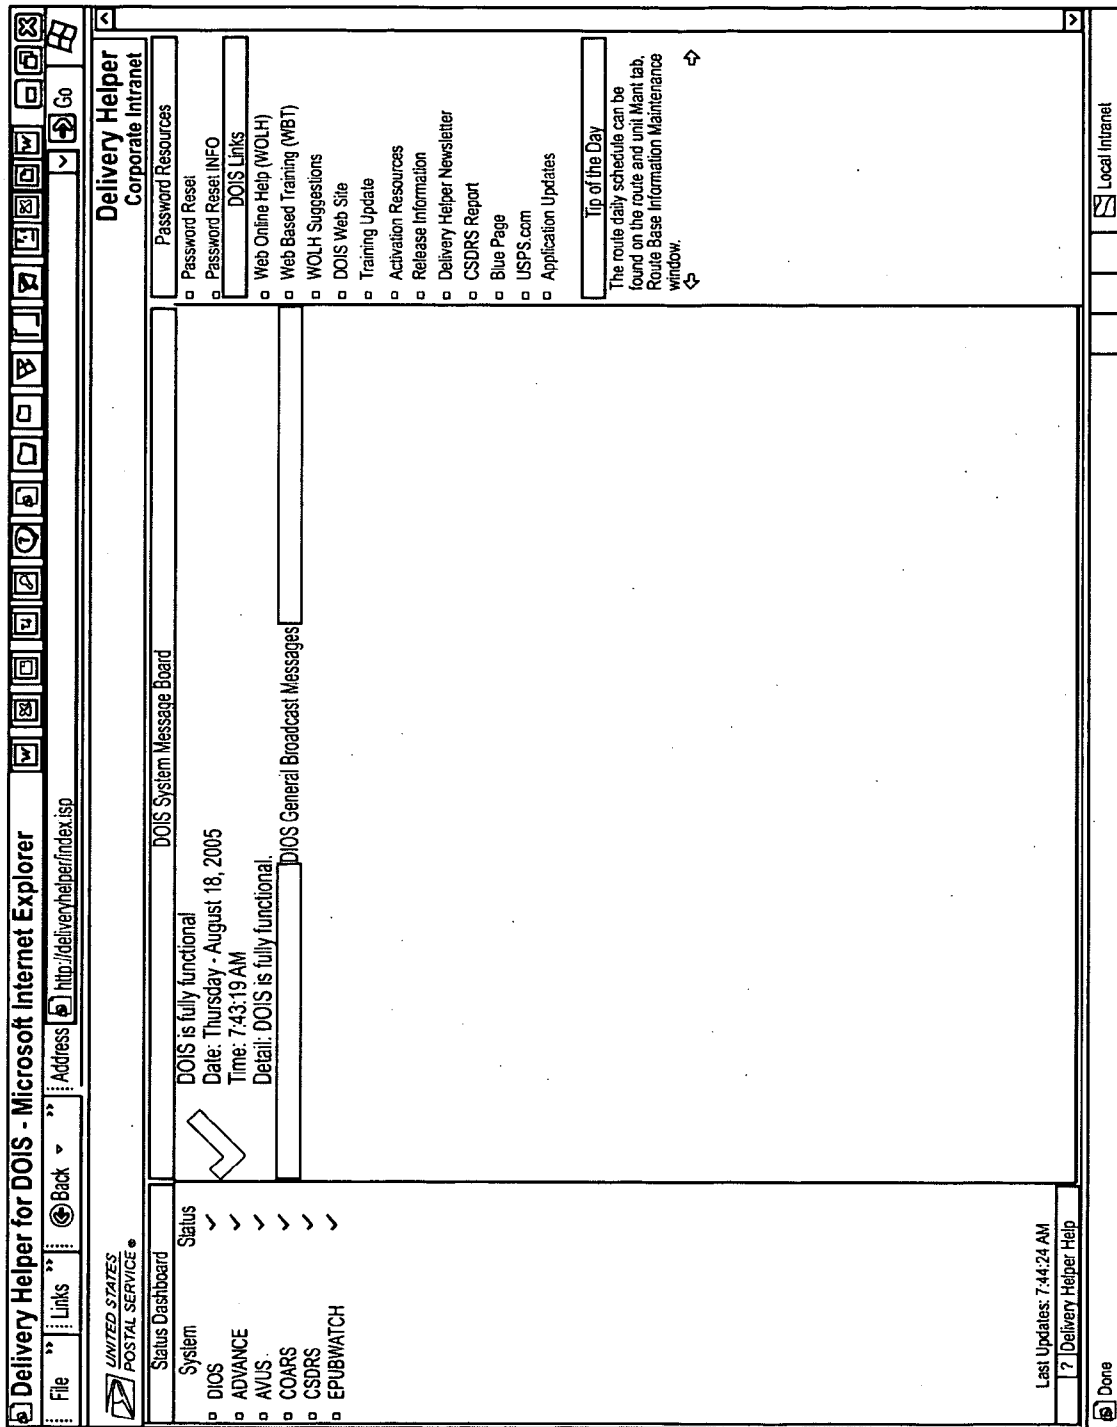 Delivery Helper for DOIS - Microsoft Internet Explorer
File » Links » Back » Address http://deliveryhelper/index.isp Go
UNITED STATES
POSTAL SERVICE ®
Delivery Helper
Corporate Intranet
Status Dashboard
System Status
DIOS
ADVANCE
AVUS
COARS
CSDRS
EPUBWATCH
Last Updates: 7:44:24 AM
? Delivery Helper Help
DOIS System Message Board
DOIS is fully functional
Date: Thursday - August 18, 2005
Time: 7:43:19 AM
Detail: DOIS is fully functional.
DIOS General Broadcast Messages
Password Resources
Password Reset
Password Reset INFO
DOIS Links
Web Online Help (WOLH)
Web Based Training (WBT)
WOLH Suggestions
DOIS Web Site
Training Update
Activation Resources
Release Information
Delivery Helper Newsletter
CSDRS Report
Blue Page
USPS.com
Application Updates
Tip of the Day
The route daily schedule can be
found on the route and unit Mant tab,
Route Base Information Maintenance
window.
Done
Local Intranet